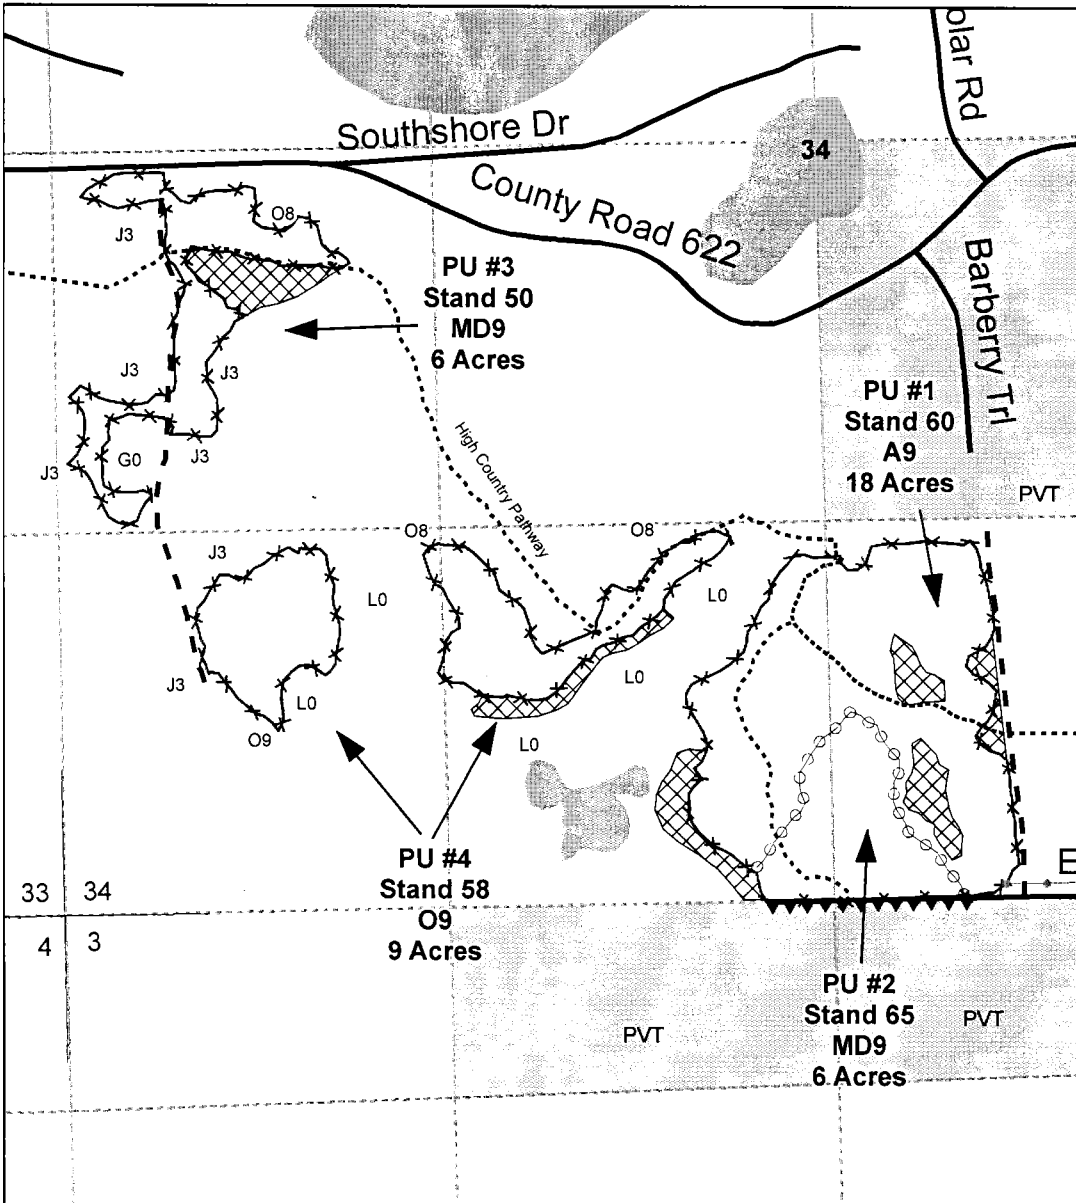 olar Rd
Southshore Dr
34
County Road 622
O8
J3
Barberry Trl
PU #3
Stand 50
MD9
6 Acres
J3
J3
PU #1
Stand 60
A9
18 Acres
J3
G0
J3
High Country Pathway
PVT
O8
O8
J3
L0
L0
J3
L0
L0
O9
L0
PU #4
Stand 58
O9
9 Acres
E
33
34
4
3
PU #2
Stand 65
MD9
6 Acres
PVT
PVT